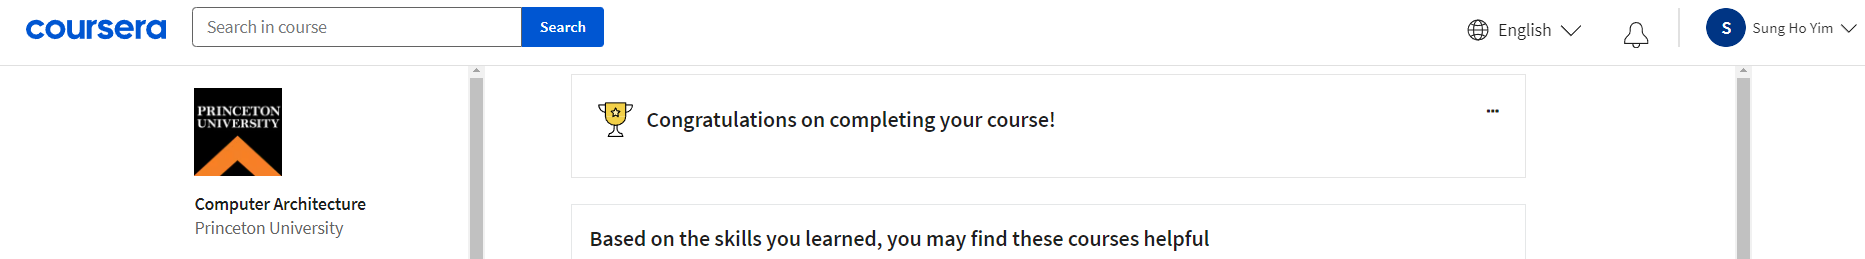 coursera
Search in course
Search
English
S
Sung Ho Yim
PRINCETON
UNIVERSITY
Computer Architecture
Princeton University
Congratulations on completing your course!
Based on the skills you learned, you may find these courses helpful